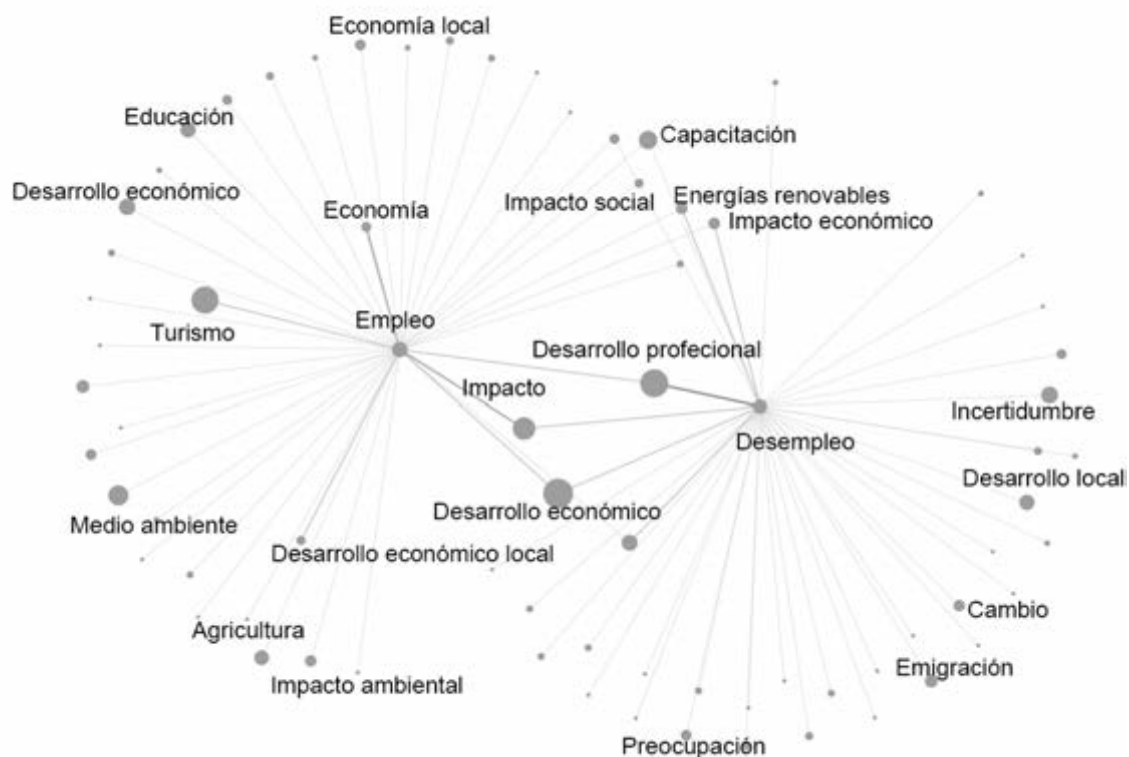 Economía local
Educación
Capacitación
Desarrollo económico
Impacto social
Energías renovables
Economía
Impacto económico
Turismo
Empleo
Desarrollo profecional
Impacto
Incertidumbre
Desempleo
Desarrollo local
Desarrollo económico
Medio ambiente
Desarrollo económico local
Cambio
Agricultura
Emigración
Impacto ambiental
Preocupación